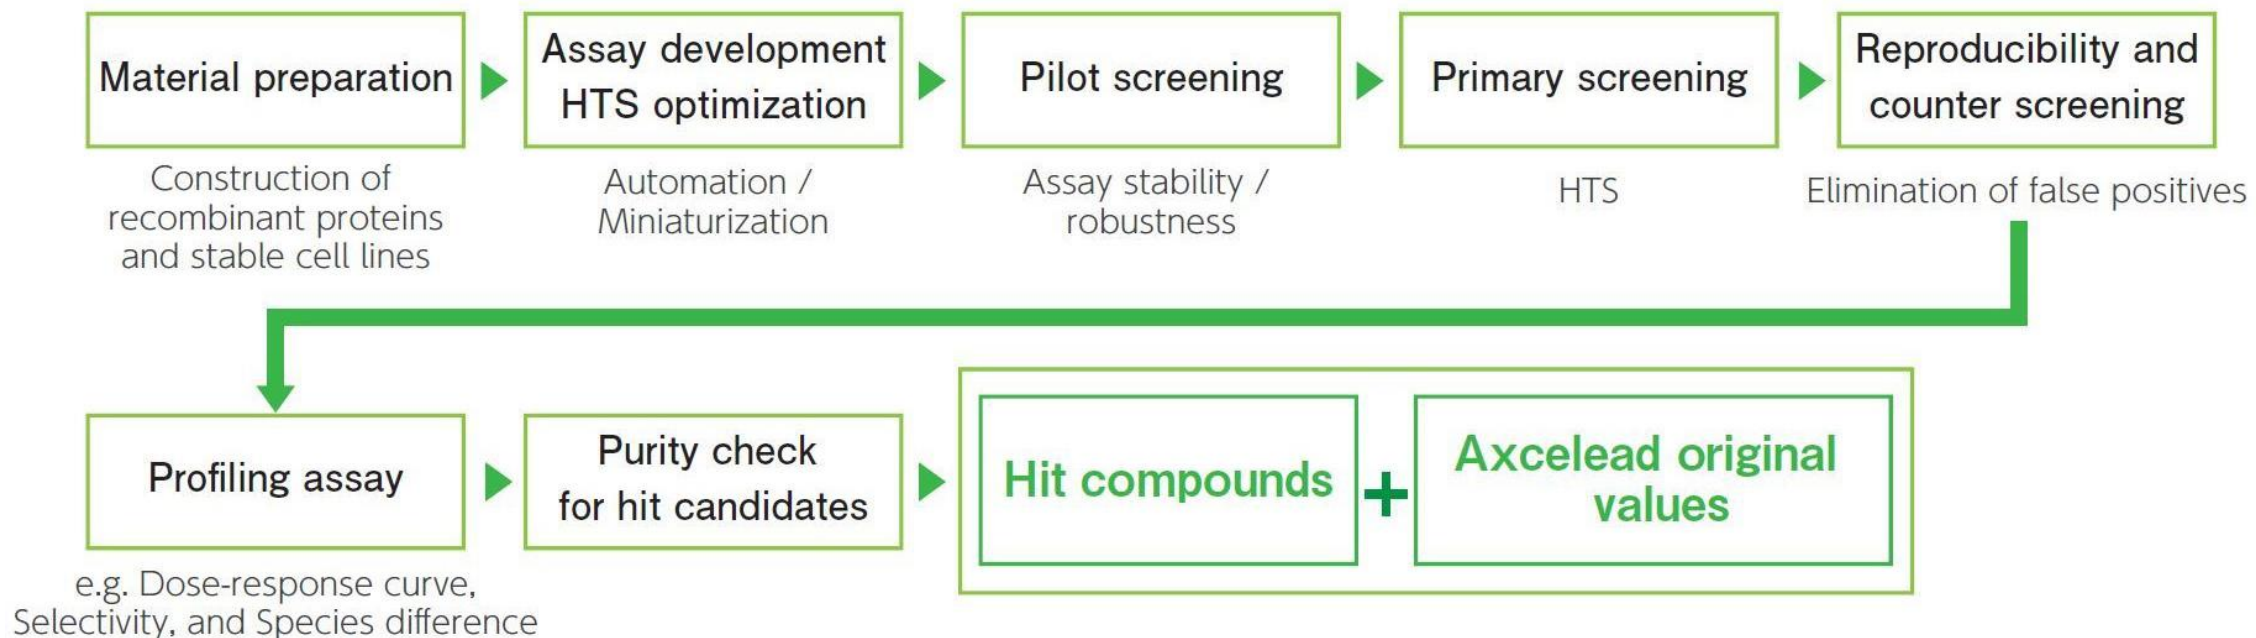 Material preparation
Assay development
HTS optimization
Pilot screening
Primary screening
Reproducibility and
counter screening
Construction of
recombinant proteins
and stable cell lines
Automation /
Miniaturization
Assay stability /
robustness
HTS
Elimination of false positives
Profiling assay
Purity check
for hit candidates
Hit compounds
+
Axcelead original
values
e.g. Dose-response curve,
Selectivity, and Species difference